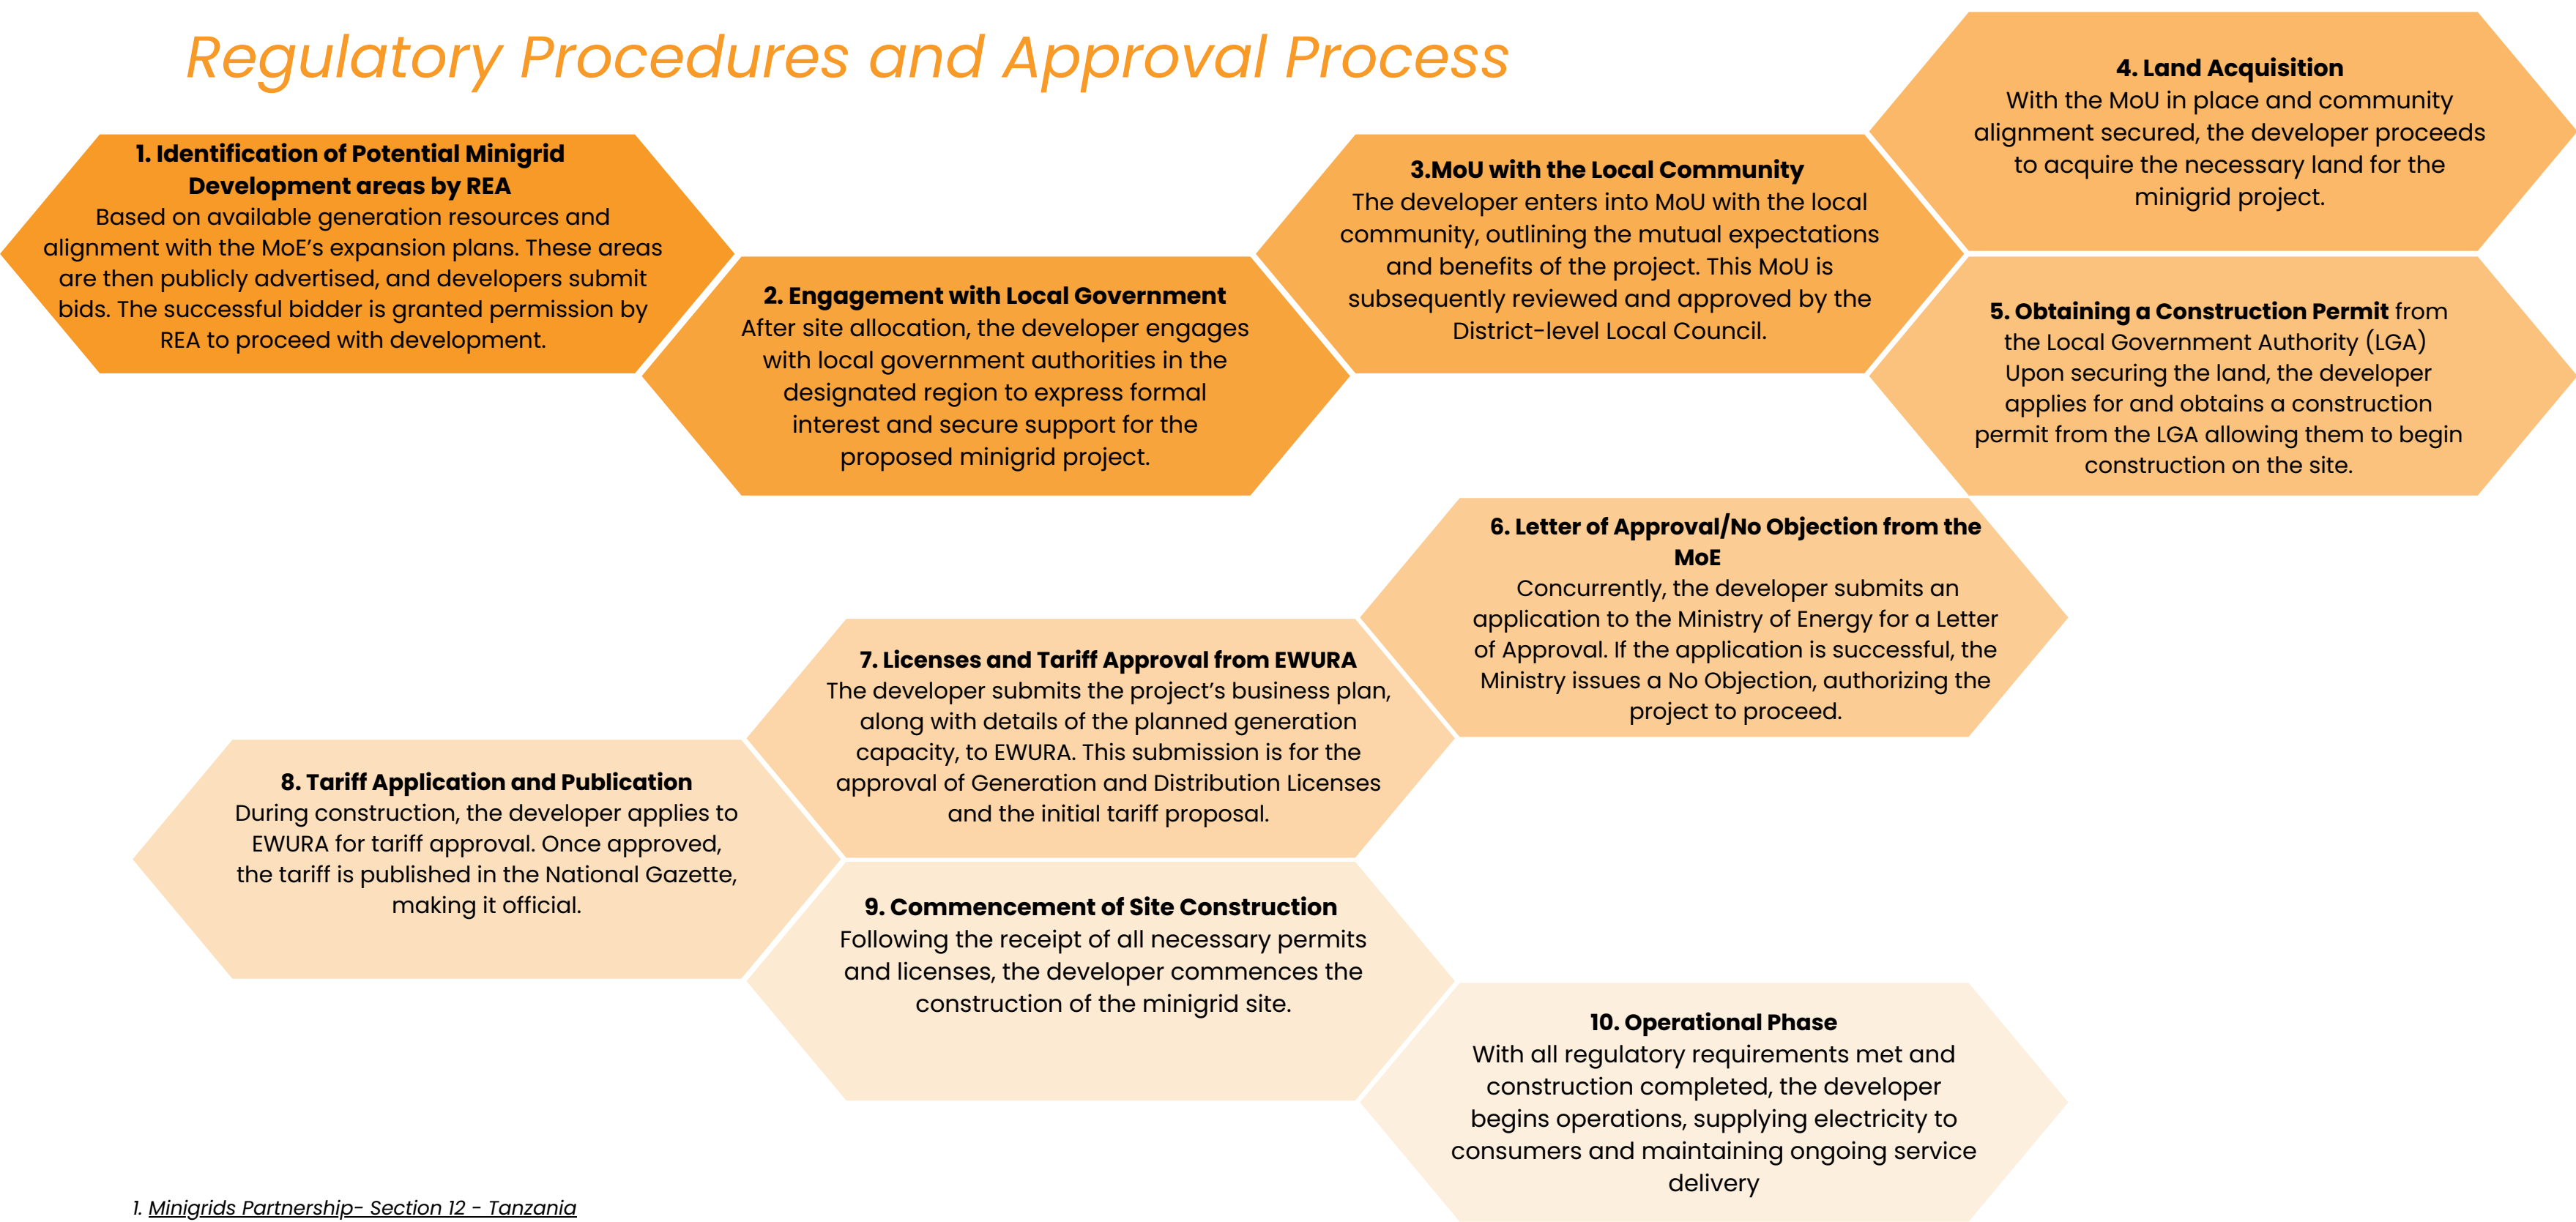 Regulatory Procedures and Approval Process
1. Identification of Potential Minigrid
Development areas by REA
Based on available generation resources and
alignment with the MoE’s expansion plans. These areas
are then publicly advertised, and developers submit
bids. The successful bidder is granted permission by
REA to proceed with development.
2. Engagement with Local Government
After site allocation, the developer engages
with local government authorities in the
designated region to express formal
interest and secure support for the
proposed minigrid project.
3.MoU with the Local Community
The developer enters into MoU with the local
community, outlining the mutual expectations
and benefits of the project. This MoU is
subsequently reviewed and approved by the
District-level Local Council.
4. Land Acquisition
With the MoU in place and community
alignment secured, the developer proceeds
to acquire the necessary land for the
minigrid project.
5. Obtaining a Construction Permit from
the Local Government Authority (LGA)
Upon securing the land, the developer
applies for and obtains a construction
permit from the LGA allowing them to begin
construction on the site.
6. Letter of Approval/No Objection from the
MoE
Concurrently, the developer submits an
application to the Ministry of Energy for a Letter
of Approval. If the application is successful, the
Ministry issues a No Objection, authorizing the
project to proceed.
7. Licenses and Tariff Approval from EWURA
The developer submits the project’s business plan,
along with details of the planned generation
capacity, to EWURA. This submission is for the
approval of Generation and Distribution Licenses
and the initial tariff proposal.
8. Tariff Application and Publication
During construction, the developer applies to
EWURA for tariff approval. Once approved,
the tariff is published in the National Gazette,
making it official.
9. Commencement of Site Construction
Following the receipt of all necessary permits
and licenses, the developer commences the
construction of the minigrid site.
10. Operational Phase
With all regulatory requirements met and
construction completed, the developer
begins operations, supplying electricity to
consumers and maintaining ongoing service
delivery
1. Minigrids Partnership- Section 12 - Tanzania